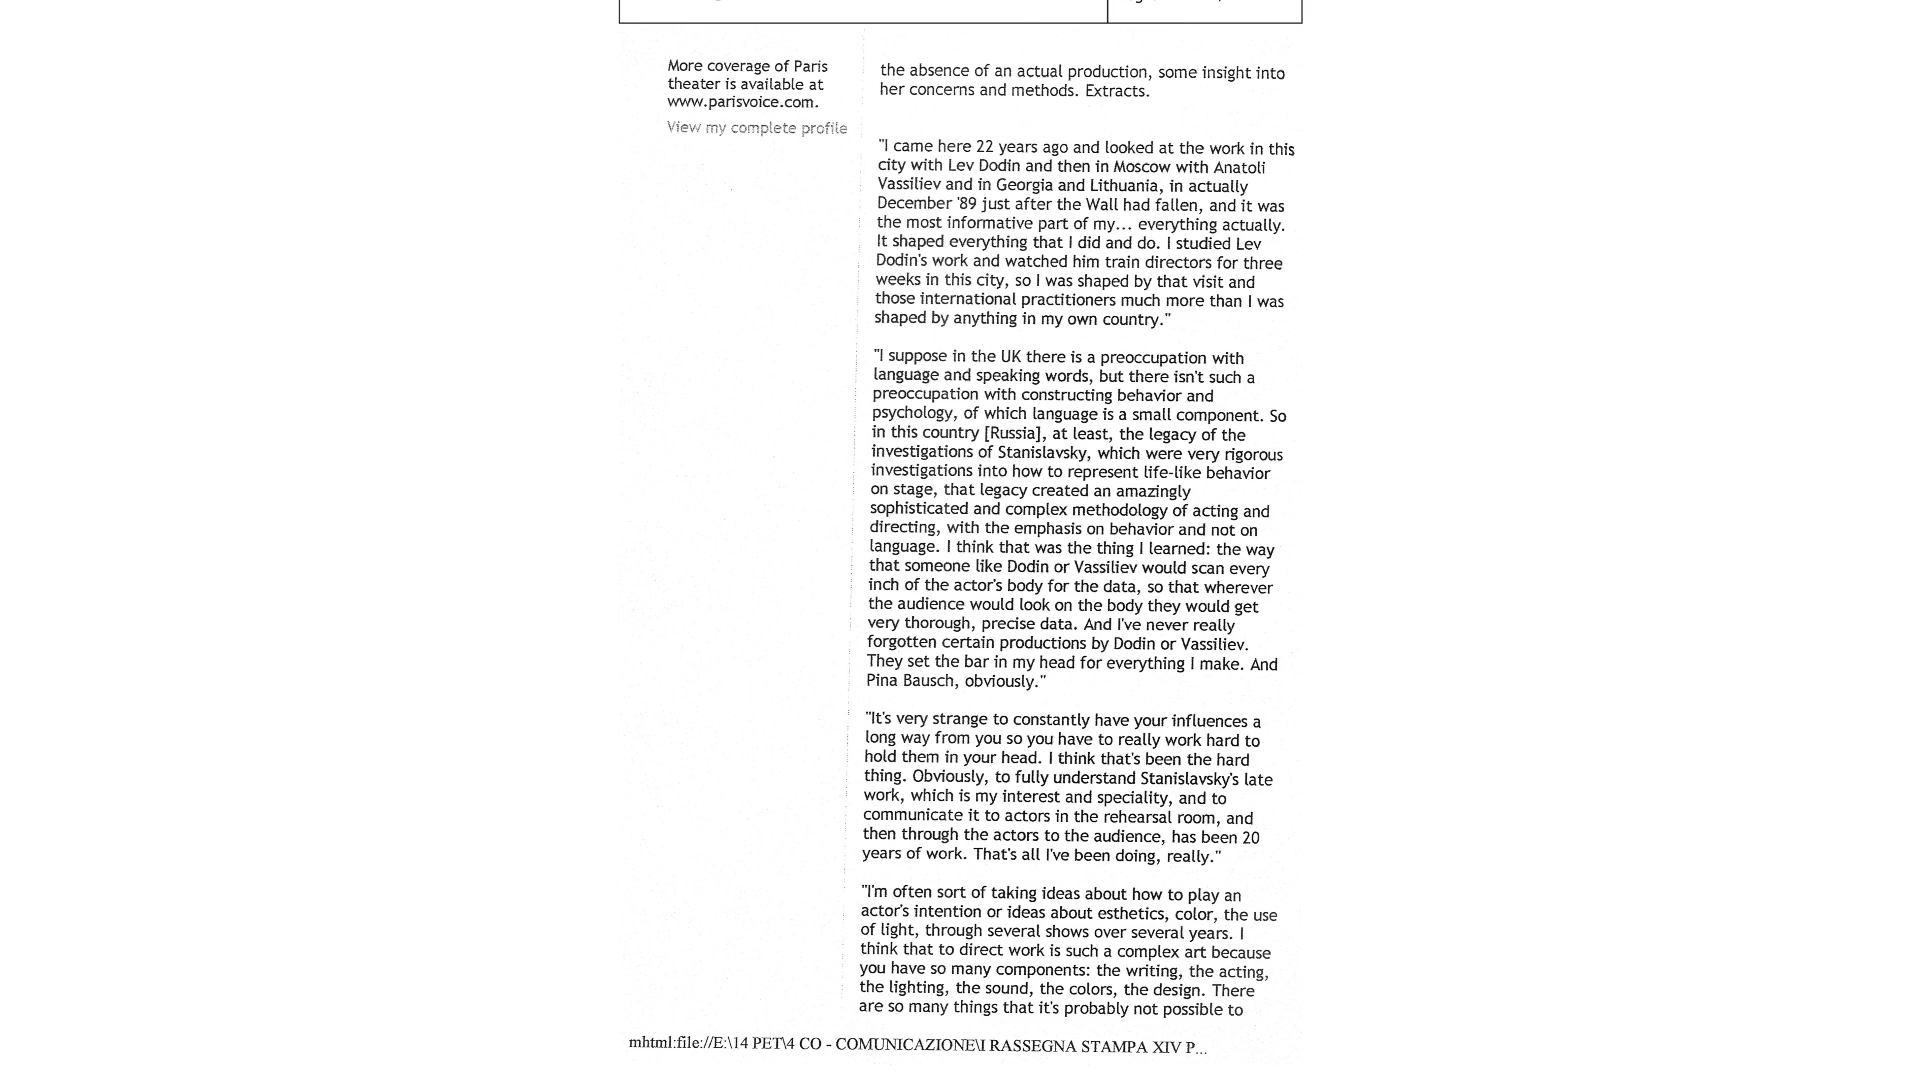 More coverage of Paris
theater is available at
www.parisvoice.com.
View my complete profile
the absence of an actual production, some insight into
her concerns and methods. Extracts.
"I came here 22 years ago and looked at the work in this
city with Lev Dodin and then in Moscow with Anatoli
Vassiliev and in Georgia and Lithuania, in actually
December '89 just after the Wall had fallen, and it was
the most informative part of my... everything actually.
It shaped everything that I did and do. I studied Lev
Dodin's work and watched him train directors for three
weeks in this city, so I was shaped by that visit and
those international practitioners much more than I was
shaped by anything in my own country."
"I suppose in the UK there is a preoccupation with
language and speaking words, but there isn't such a
preoccupation with constructing behavior and
psychology, of which language is a small component. So
in this country [Russia], at least, the legacy of the
investigations of Stanislavsky, which were very rigorous
investigations into how to represent life-like behavior
on stage, that legacy created an amazingly
sophisticated and complex methodology of acting and
directing, with the emphasis on behavior and not on
language. I think that was the thing I learned: the way
that someone like Dodin or Vassiliev would scan every
inch of the actor's body for the data, so that wherever
the audience would look on the body they would get
very thorough, precise data. And I've never really
forgotten certain productions by Dodin or Vassiliev.
They set the bar in my head for everything I make. And
Pina Bausch, obviously."
"It's very strange to constantly have your influences a
long way from you so you have to really work hard to
hold them in your head. I think that's been the hard
thing. Obviously, to fully understand Stanislavsky's late
work, which is my interest and speciality, and to
communicate it to actors in the rehearsal room, and
then through the actors to the audience, has been 20
years of work. That's all I've been doing, really."
"I'm often sort of taking ideas about how to play an
actor's intention or ideas about esthetics, color, the use
of light, through several shows over several years. I
think that to direct work is such a complex art because
you have so many components: the writing, the acting,
the lighting, the sound, the colors, the design. There
are so many things that it's probably not possible to
mhtml:file://E:\14 PET\4 CO - COMUNICAZIONE\I RASSEGNA STAMPA XIV P...